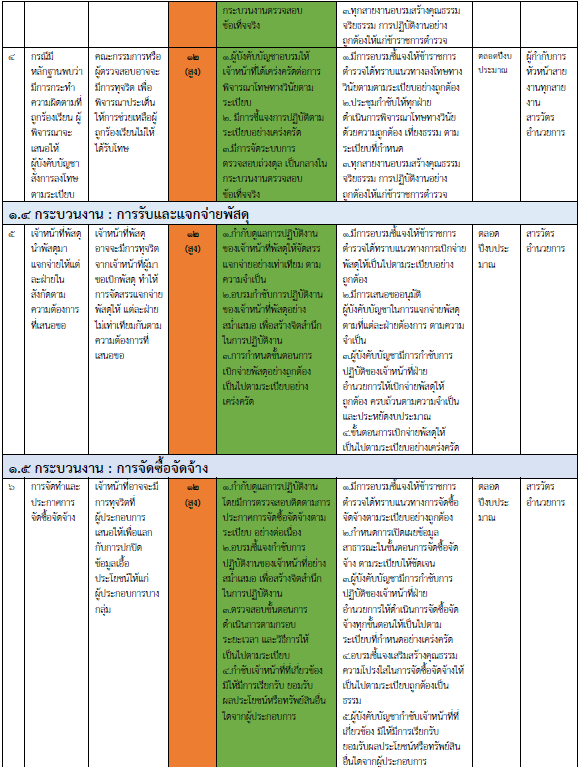 กระบวนงานตรวจสอบ
ข้อเท็จจริง
๓.ทุกสายงานอบรมสร้างคุณธรรม
จริยธรรม การปฏิบัติงานอย่าง
ถูกต้องให้แก่ข้าราชการตำรวจ
๔
กรณีมี
หลักฐานพบว่า
มีการกระทำ
ความผิดตามที่
ถูกร้องเรียน ผู้
พิจารณาจะ
เสนอให้
ผู้บังคับบัญชา
สั่งการลงโทษ
ตามระเบียบ
คณะกรรมการหรือ
ผู้ตรวจสอบอาจจะ
มีการทุจริต เพื่อ
พิจารณาประเด็น
ให้การช่วยเหลือผู้
ถูกร้องเรียนไม่ให้
ได้รับโทษ
๑๒
(สูง)
๑.ผู้บังคับบัญชาอบรมให้
เจ้าหน้าที่ได้เคร่งครัดต่อการ
พิจารณาโทษทางวินัยตาม
ระเบียบ
๒. มีการชี้แจงการปฏิบัติตาม
ระเบียบอย่างเคร่งครัด
๓.มีการจัดระบบการ
ตรวจสอบถ่วงดุล เป็นกลางใน
กระบวนงานตรวจสอบ
ข้อเท็จจริง
๑.มีการอบรมชี้แจงให้ข้าราชการ
ตำรวจได้ทราบแนวทางลงโทษทาง
วินัยตามตามระเบียบอย่างถูกต้อง
๒.ประชุมกำชับให้ทุกฝ่าย
ดำเนินการพิจารณาโทษทางวินัย
ด้วยความถูกต้อง เที่ยงธรรม ตาม
ระเบียบที่กำหนด
๓.ทุกสายงานอบรมสร้างคุณธรรม
จริยธรรม การปฏิบัติงานอย่าง
ถูกต้องให้แก่ข้าราชการตำรวจ
ตลอดปีงบ
ประมาณ
ผู้กำกับการ
หัวหน้าสาย
งานทุกสาย
งาน
สารวัตร
อำนวยการ
๑.๔ กระบวนงาน : การรับและแจกจ่ายพัสดุ
๕
เจ้าหน้าที่พัสดุ
นำพัสดุมา
แจกจ่ายให้แต่
ละฝ่ายใน
สังกัดตาม
ความต้องการ
ที่เสนอขอ
เจ้าหน้าที่พัสดุ
อาจจะมีการทุจริต
จากเจ้าหน้าที่ผู้มา
ขอเบิกพัสดุ ทำให้
การจัดสรรแจกจ่าย
พัสดุให้ แต่ละฝ่าย
ไม่เท่าเทียมกันตาม
ความต้องการที่
เสนอขอ
๑๒
(สูง)
๑.กำกับดูแลการปฏิบัติงาน
ของเจ้าหน้าที่พัสดุให้จัดสรร
แจกจ่ายอย่างเท่าเทียม ตาม
ความจำเป็น
๒.อบรมกำชับการปฏิบัติงาน
ของเจ้าหน้าที่พัสดุอย่าง
สม่ำเสมอ เพื่อสร้างจิตสำนึก
ในการปฏิบัติงาน
๓.การกำหนดขั้นตอนการ
เบิกจ่ายพัสดุอย่างถูกต้อง
เป็นไปตามระเบียบอย่าง
เคร่งครัด
๑.มีการอบรมชี้แจงให้ข้าราชการ
ตำรวจได้ทราบแนวทางการเบิกจ่าย
พัสดุให้เป็นไปตามระเบียบอย่าง
ถูกต้อง
๒.มีการเสนอขออนุมัติ
ผู้บังคับบัญชาในการแจกจ่ายพัสดุ
ตามที่แต่ละฝ่ายต้องการ ตามความ
จำเป็น
๓.ผู้บังคับบัญชามีการกำชับการ
ปฏิบัติของเจ้าหน้าที่ฝ่าย
อำนวยการให้เบิกจ่ายพัสดุให้
ถูกต้อง ครบถ้วนตามความจำเป็น
และประหยัดงบประมาณ
๔.ขั้นตอนการเบิกจ่ายพัสดุให้
เป็นไปตามระเบียบอย่างเคร่งครัด
ตลอด
ปีงบประ
มาณ
สารวัตร
อำนวยการ
๑.๕ กระบวนงาน : การจัดซื้อจัดจ้าง
๖
การจัดทำและ
ประกาศการ
จัดซื้อจัดจ้าง
เจ้าหน้าที่อาจจะมี
การทุจริตที่
ผู้ประกอบการ
เสนอให้เพื่อแลก
กับการปกปิด
ข้อมูลเอื้อ
ประโยชน์ให้แก่
ผู้ประกอบการบาง
กลุ่ม
๑๒
(สูง)
๑.กำกับดูแลการปฏิบัติงาน
โดยมีการตรวจสอบติดตามการ
ประกาศการจัดซื้อจัดจ้างตาม
ระเบียบ อย่างต่อเนื่อง
๒.อบรมชี้แจงกำชับการ
ปฏิบัติงานของเจ้าหน้าที่อย่าง
สม่ำเสมอ เพื่อสร้างจิตสำนึก
ในการปฏิบัติงาน
๓.ตรวจสอบขั้นตอนการ
ดำเนินการตามกรอบ
ระยะเวลา และวิธีการให้
เป็นไปตามระเบียบ
๔.กำชับเจ้าหน้าที่ที่เกี่ยวข้อง
มิให้มีการเรียกรับ ยอมรับ
ผลประโยชน์หรือทรัพย์สินอื่น
ใดจากผู้ประกอบการ
๑.มีการอบรมชี้แจงให้ข้าราชการ
ตำรวจได้ทราบแนวทางการจัดซื้อ
จัดจ้างตามระเบียบอย่างถูกต้อง
๒.กำหนดการเปิดเผยข้อมูล
สาธารณะในขั้นตอนการจัดซื้อจัด
จ้าง ตามระเบียบให้ชัดเจน
๓.ผู้บังคับบัญชามีการกำชับการ
ปฏิบัติของเจ้าหน้าที่ฝ่าย
อำนวยการให้ดำเนินการจัดซื้อจัด
จ้างทุกขั้นตอนให้เป็นไปตาม
ระเบียบที่กำหนดอย่างเคร่งครัด
๔.อบรมชี้แจงเสริมสร้างคุณธรรม
ความโปร่งใสในการจัดซื้อจัดจ้างให้
เป็นไปตามระเบียบถูกต้องเป็น
ธรรม
๕.ผู้บังคับบัญชากำชับเจ้าหน้าที่ที่
เกี่ยวข้อง มิให้มีการเรียกรับ
ยอมรับผลประโยชน์หรือทรัพย์สิน
อื่นใดจากผู้ประกอบการ
ตลอด
ปีงบประ
มาณ
สารวัตร
อำนวยการ